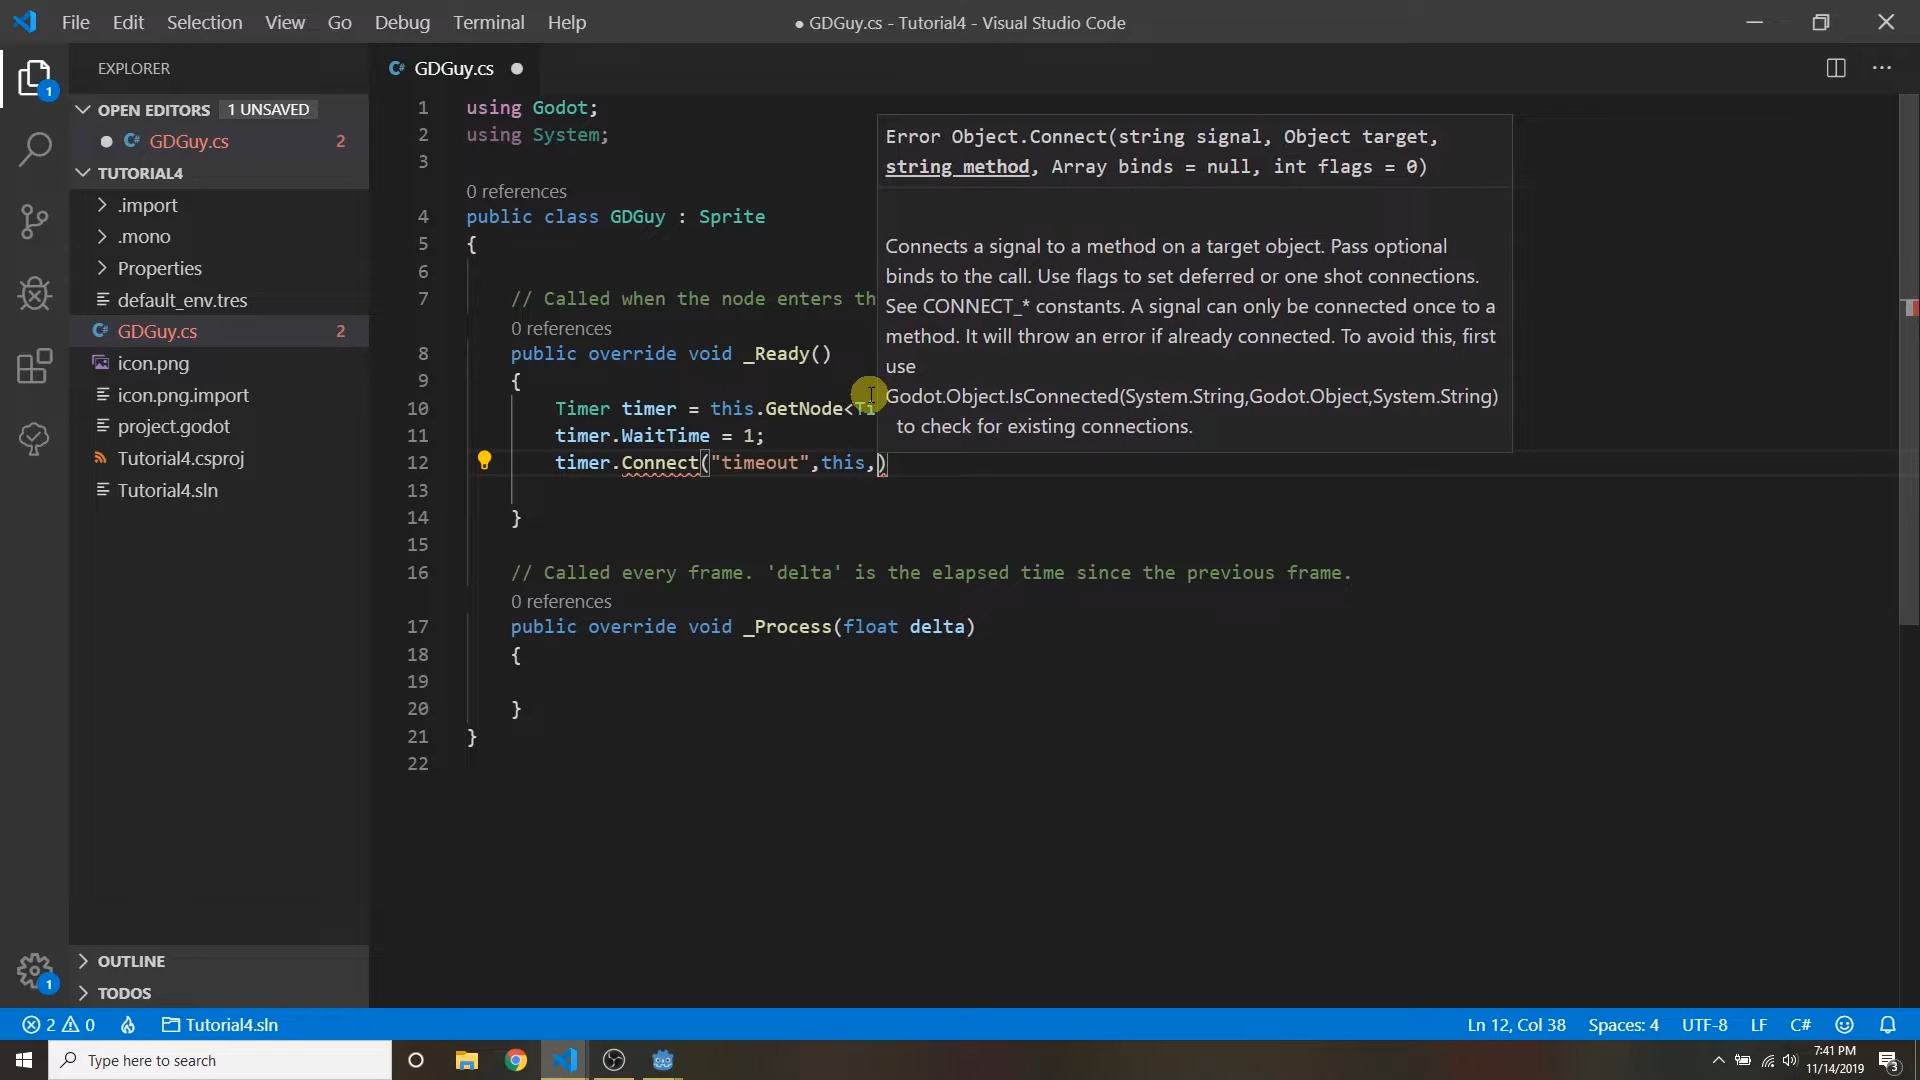 File Edit Selection View Go Debug Terminal Help
● GDGuy.cs - Tutorial4 - Visual Studio Code
EXPLORER
OPEN EDITORS 1 UNSAVED
GDGuy.cs 2
TUTORIAL4
.import
.mono
Properties
default_env.tres
GDGuy.cs 2
icon.png
icon.png.import
project.godot
Tutorial4.csproj
Tutorial4.sln
OUTLINE
TODOS
1
1
C# GDGuy.cs
1 using Godot;
2 using System;
3
0 references
4 public class GDGuy : Sprite
5 {
6
7 // Called when the node enters th
0 references
8 public override void _Ready()
9 {
10 Timer timer = this.GetNode<Ti
11 timer.WaitTime = 1;
12 timer.Connect("timeout",this,)
13
14 }
15
16 // Called every frame. 'delta' is the elapsed time since the previous frame.
0 references
17 public override void _Process(float delta)
18 {
19
20 }
21 }
22
Error Object.Connect(string signal, Object target,
string method, Array binds = null, int flags = 0)
Connects a signal to a method on a target object. Pass optional
binds to the call. Use flags to set deferred or one shot connections.
See CONNECT_* constants. A signal can only be connected once to a
method. It will throw an error if already connected. To avoid this, first
use
Godot.Object.IsConnected(System.String,Godot.Object,System.String)
to check for existing connections.
2 0 Tutorial4.sln
Ln 12, Col 38 Spaces: 4 UTF-8 LF C#
Type here to search
7:41 PM
11/14/2019
3